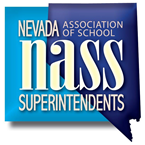 NEVADA ASSOCIATION OF SCHOOL
nass
SUPERINTENDENTS